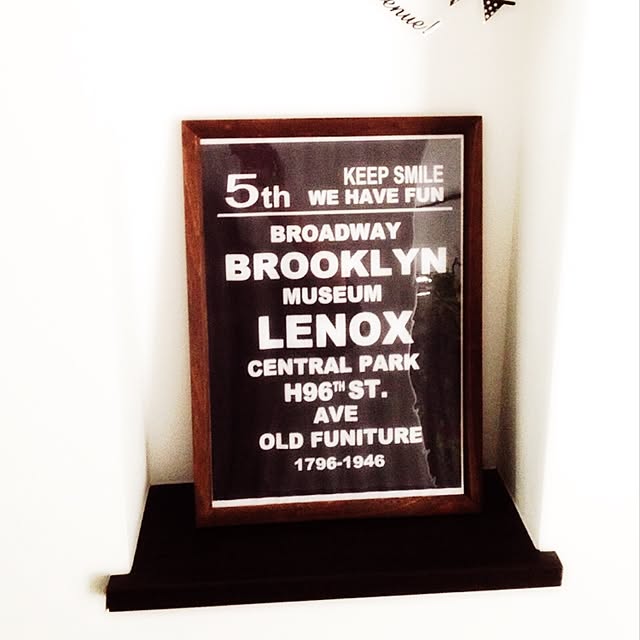 enue!
5th KEEP SMILE
WE HAVE FUN
BROADWAY
BROOKLYN
MUSEUM
LENOX
CENTRAL PARK
H96TH ST.
AVE
OLD FUNITURE
1796-1946